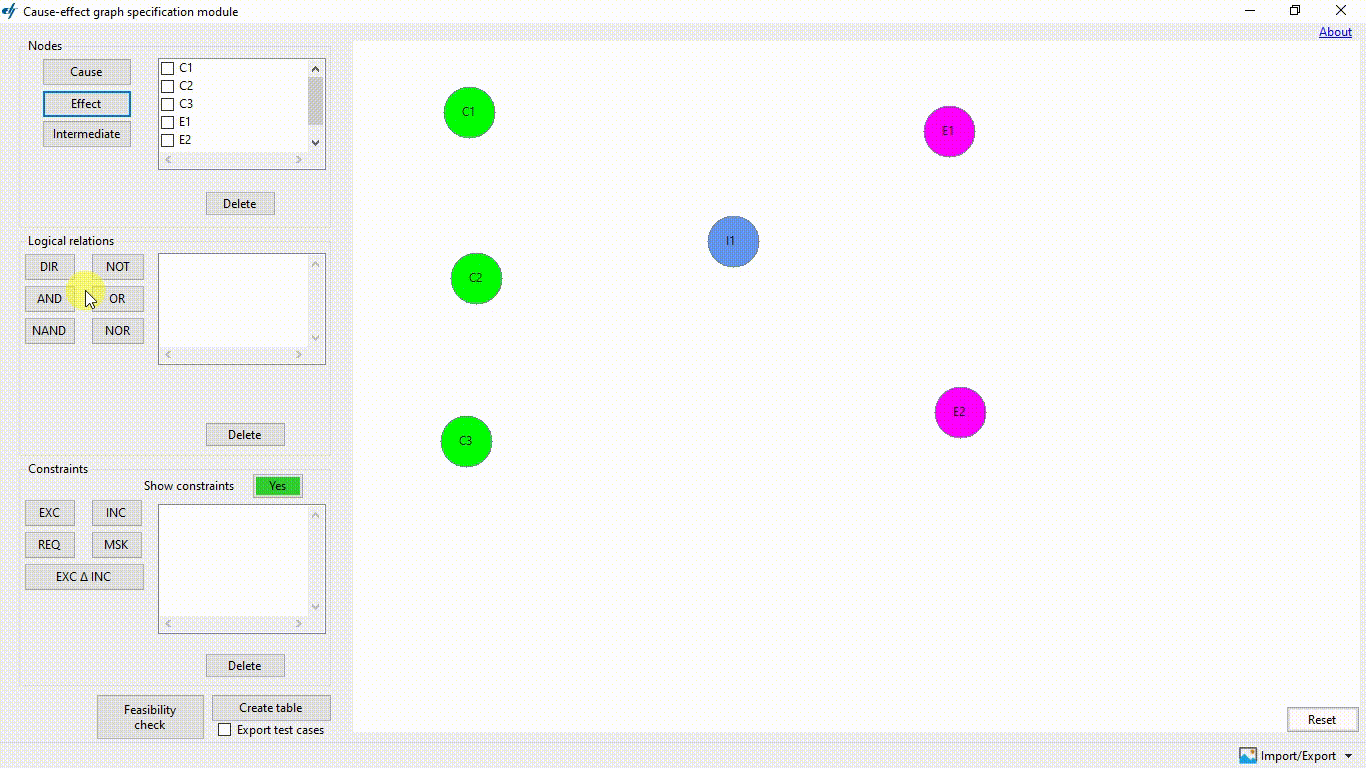 Cause-effect graph specification module
About
Nodes
Cause
Effect
Intermediate
C1
C2
C3
E1
E2
Delete
Logical relations
DIR NOT
AND OR
NAND NOR
Delete
Constraints
Show constraints Yes
EXC INC
REQ MSK
EXC Δ INC
Delete
Feasibility
check
Create table
Export test cases
C1
E1
I1
C2
E2
C3
Reset
Import/Export